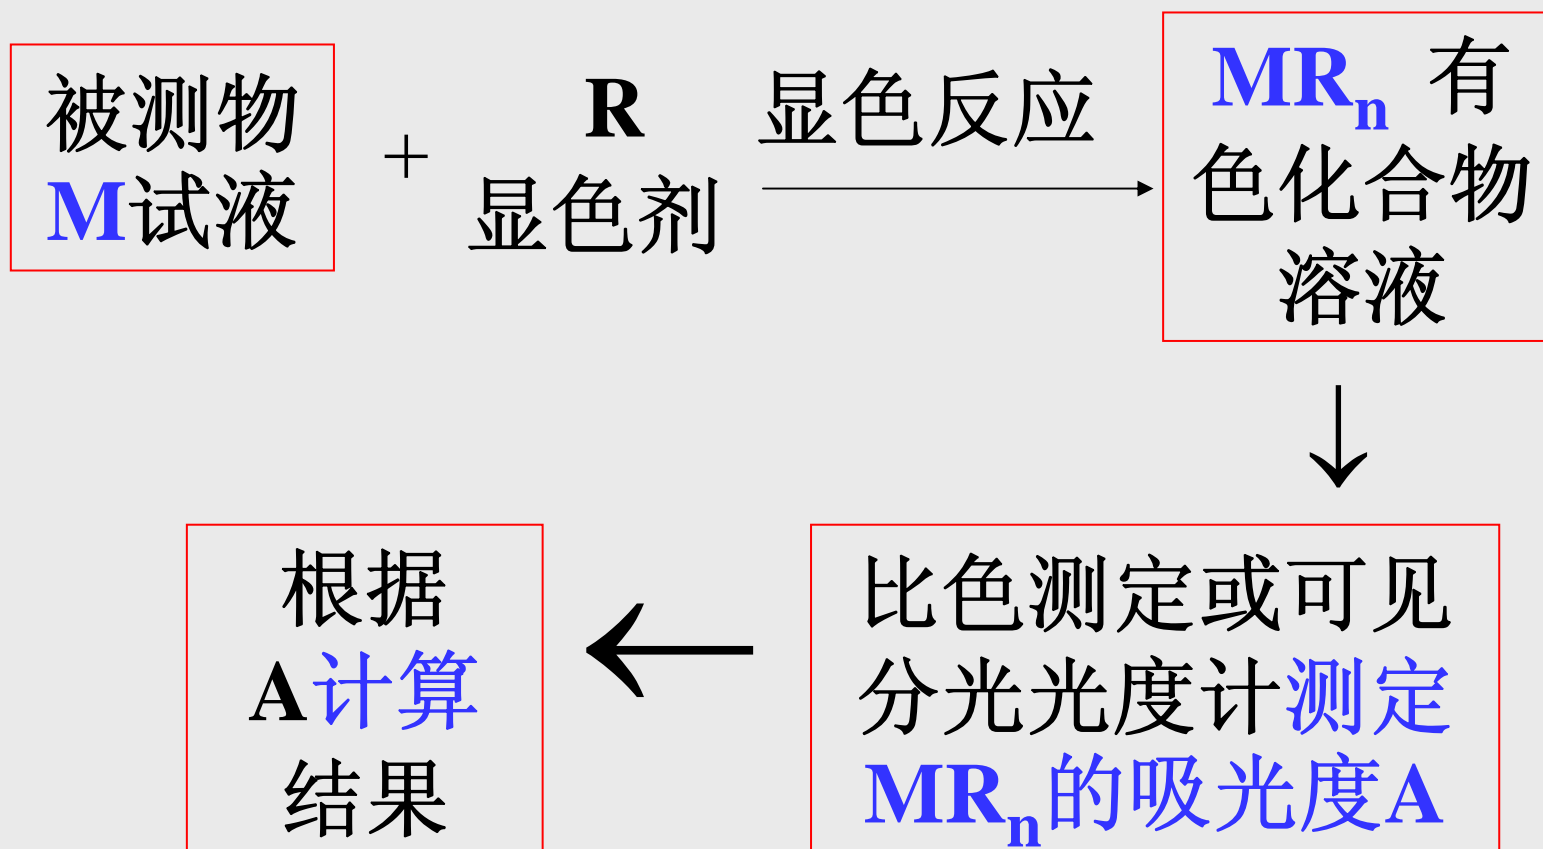 被测物
M试液
+
R
显色剂
显色反应
MRn 有
色化合物
溶液
比色测定或可见
分光光度计测定
MRn的吸光度A
根据
A计算
结果